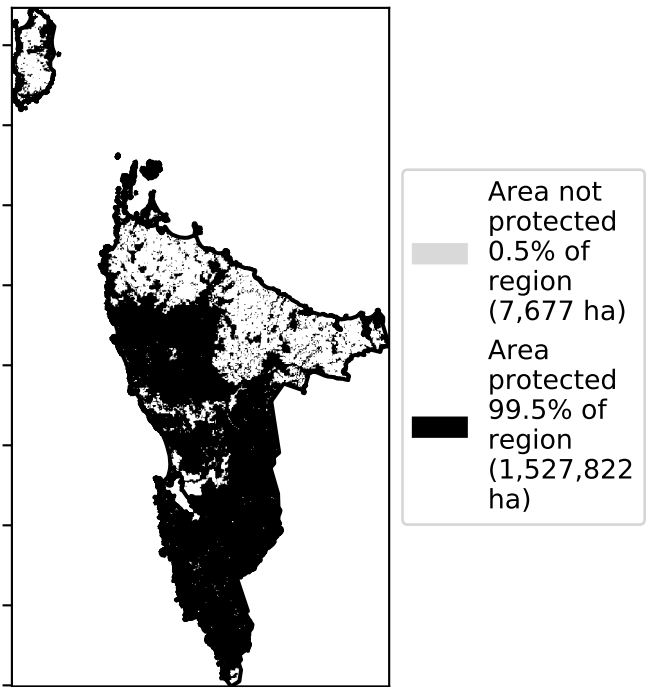 Area not
protected
0.5% of
region
(7,677 ha)
Area
protected
99.5% of
region
(1,527,822
ha)